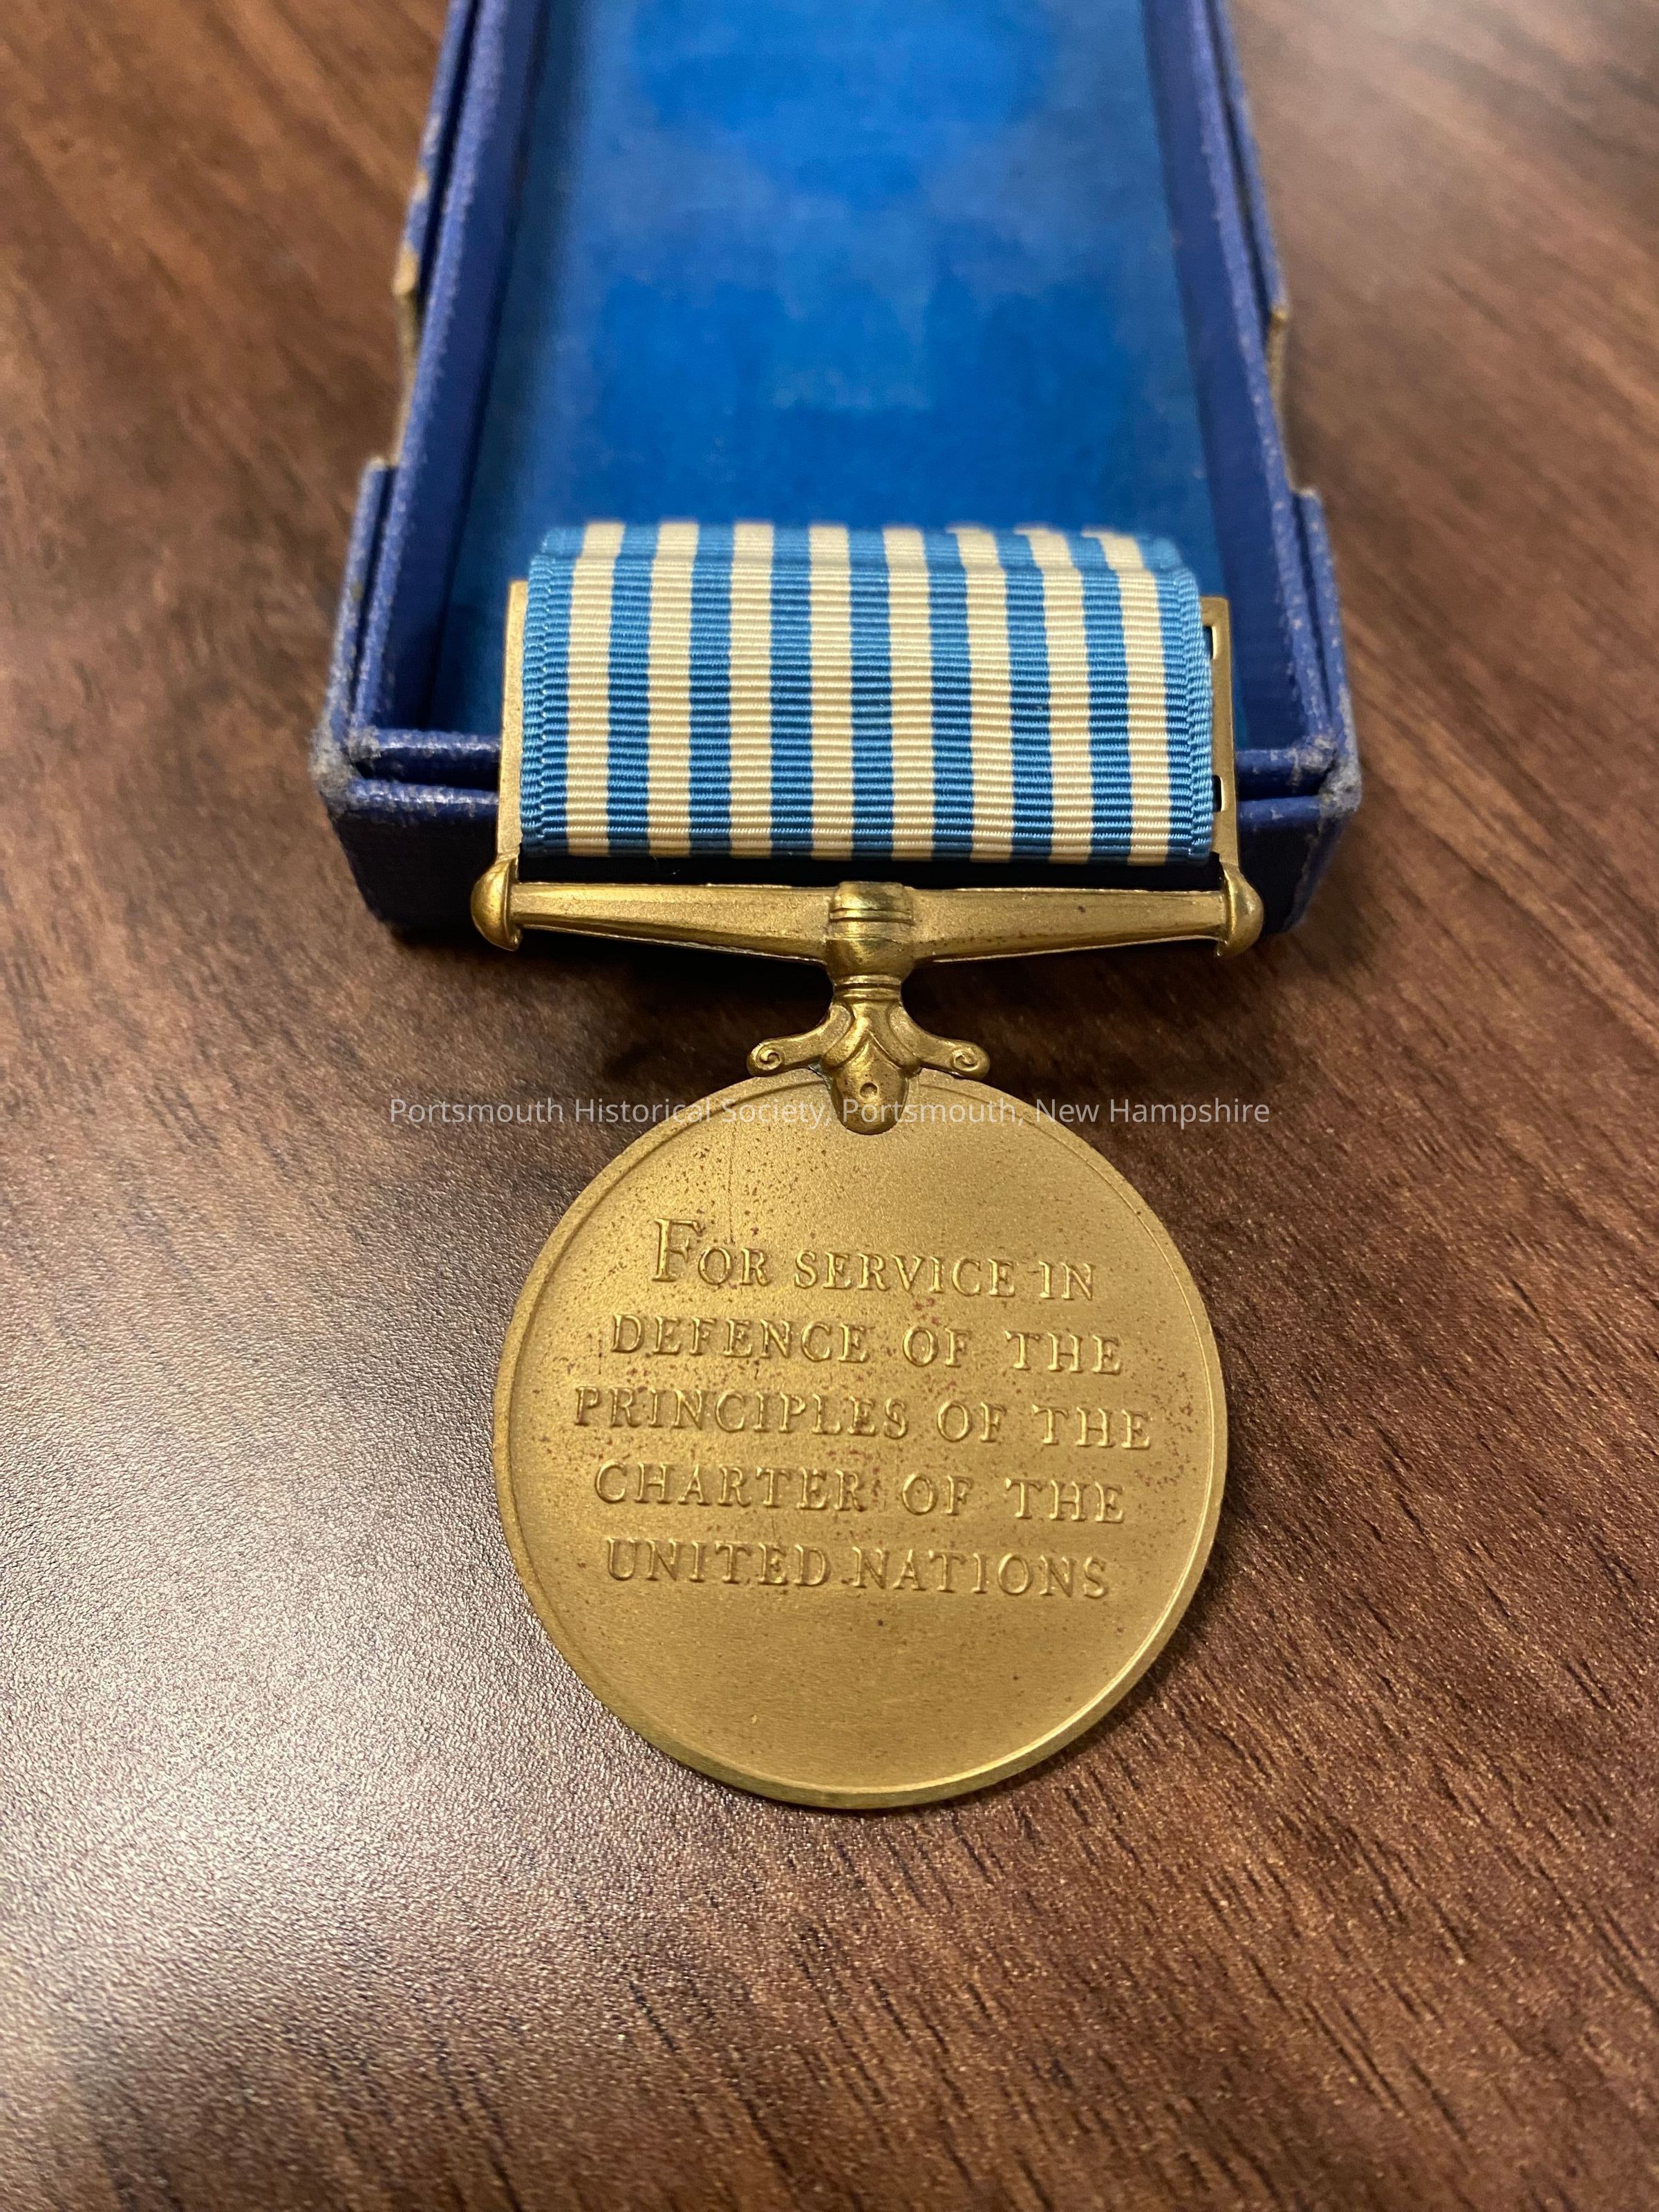 Portsmouth Historical Society, Portsmouth, New Hampshire
FOR SERVICE IN
DEFENCE OF THE
PRINCIPLES OF THE
CHARTER OF THE
UNITED NATIONS